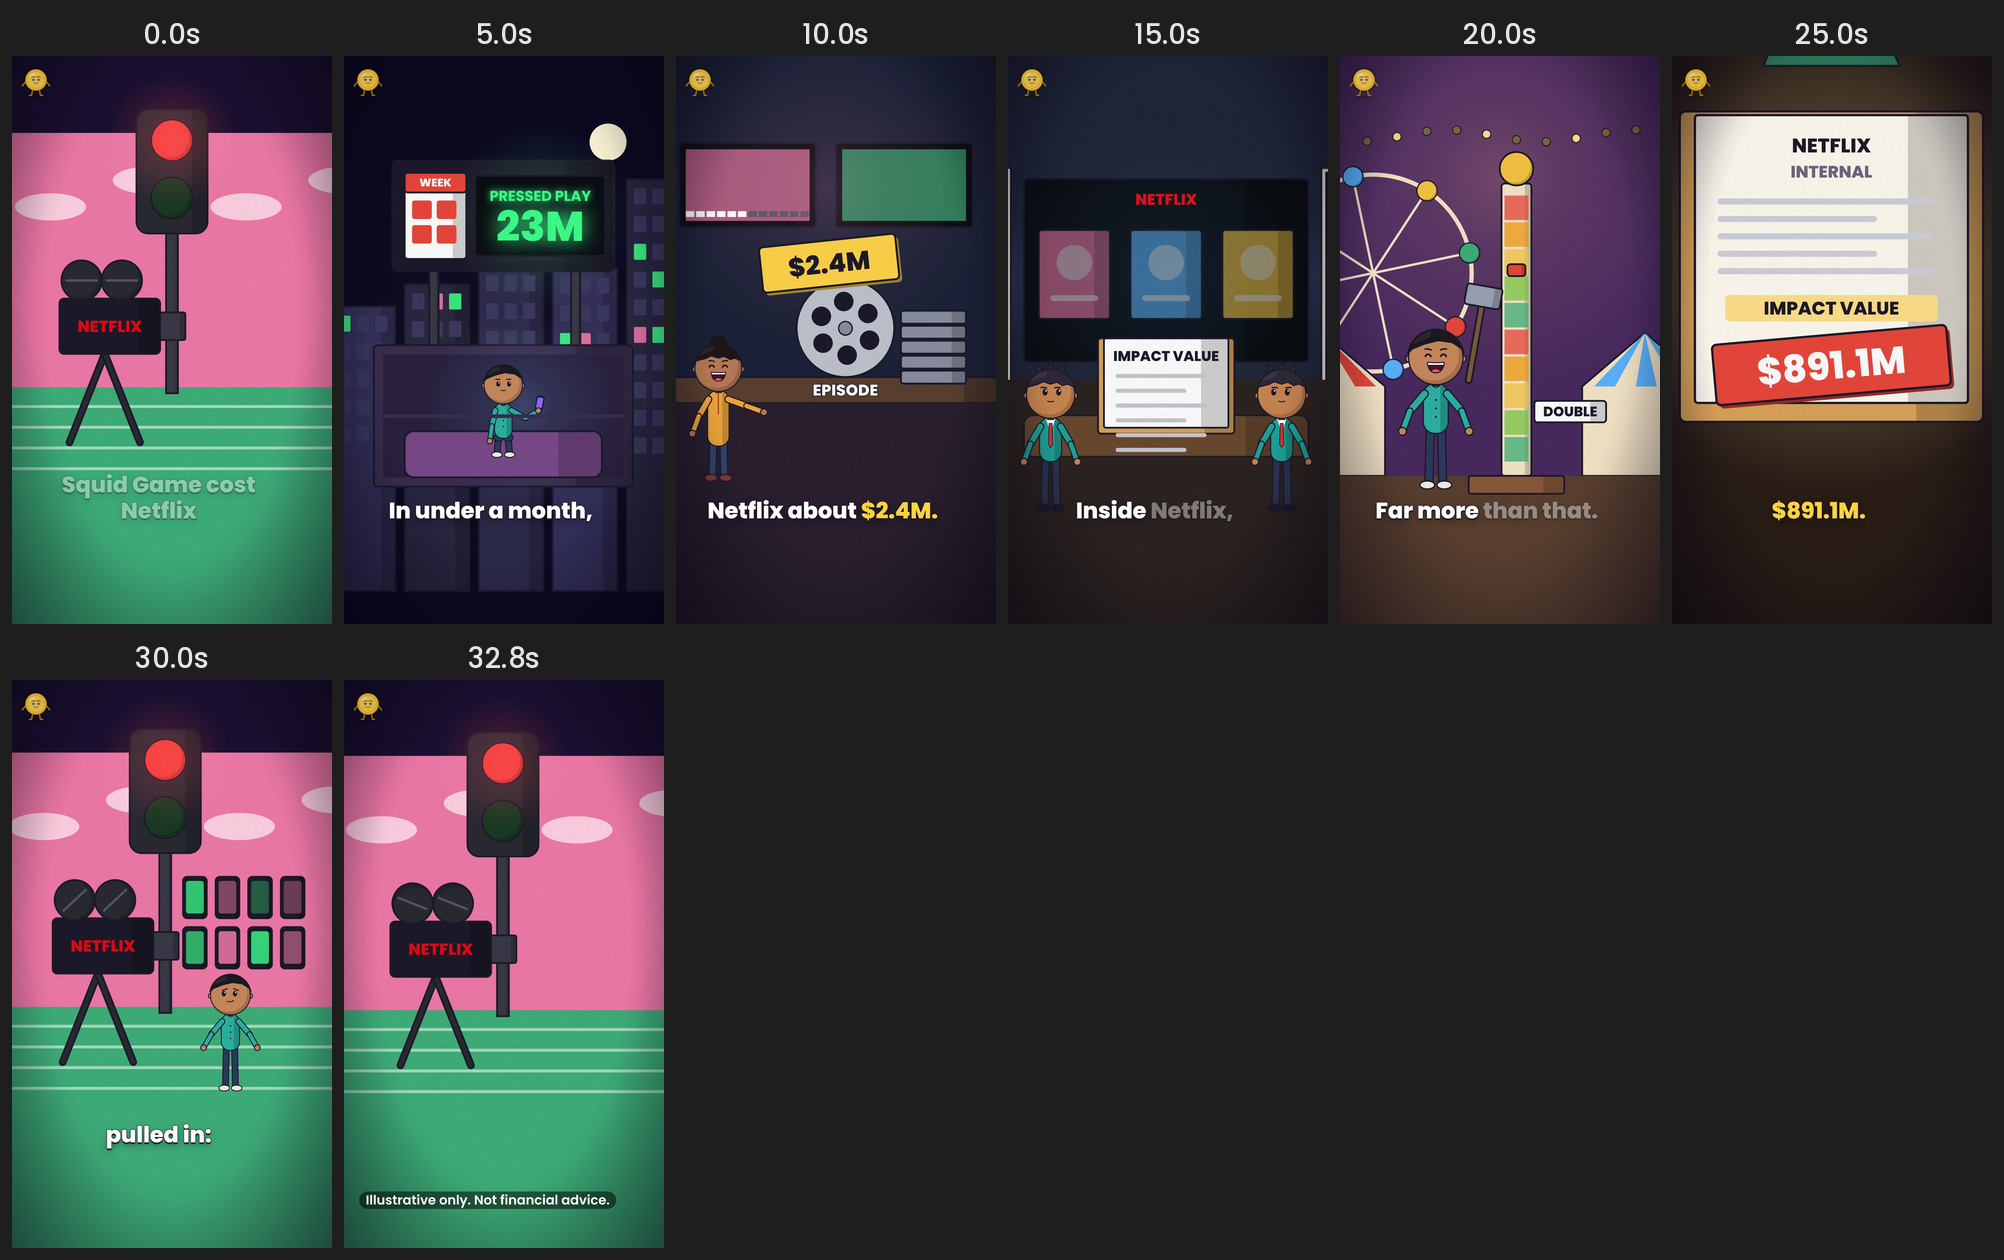 0.0s
5.0s
10.0s
15.0s
20.0s
25.0s
NETFLIX
Squid Game cost
Netflix
WEEK
PRESSED PLAY
23M
In under a month,
$2.4M
EPISODE
Netflix about $2.4M.
NETFLIX
IMPACT VALUE
Inside Netflix,
DOUBLE
Far more than that.
NETFLIX
INTERNAL
IMPACT VALUE
$891.1M
$891.1M.
30.0s
32.8s
NETFLIX
pulled in:
NETFLIX
Illustrative only. Not financial advice.